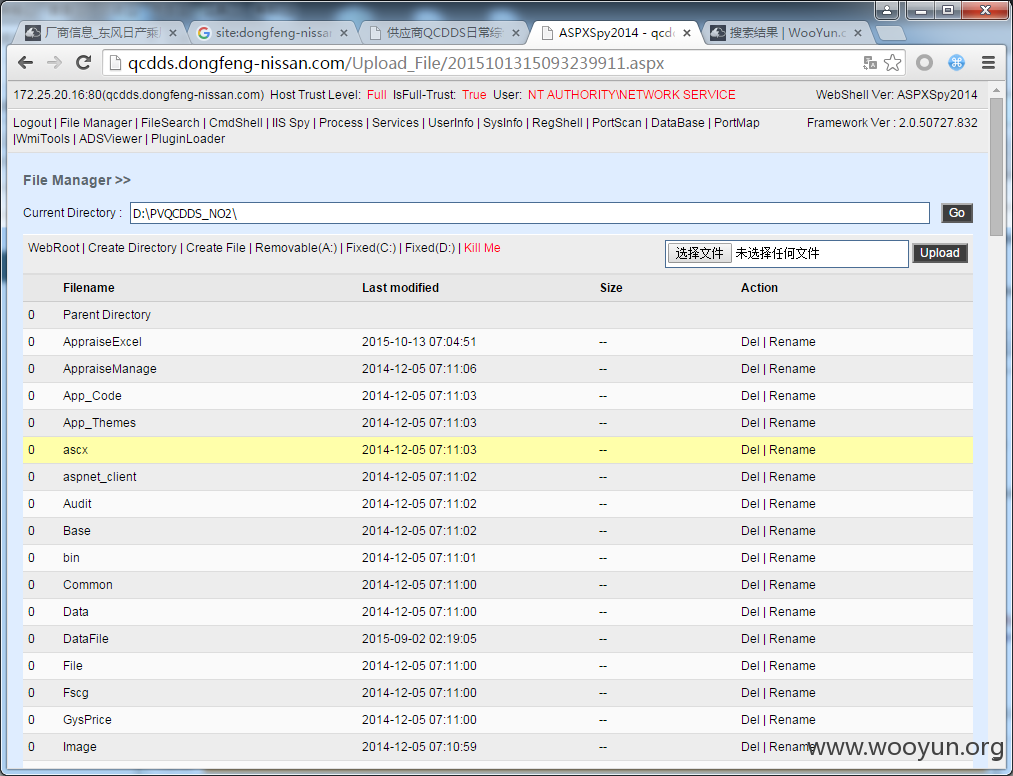 厂商信息_东风日产乘 site:dongfeng-nissan 供应商QCDDS日常综 ASPXSpy2014 - qcd 搜索结果 | WooYun.c
qcdds.dongfeng-nissan.com/Upload_File/2015101315093239911.aspx
172.25.20.16:80(qcdds.dongfeng-nissan.com) Host Trust Level: Full IsFull-Trust: True User: NT AUTHORITY\NETWORK SERVICE WebShell Ver: ASPXSpy2014
Logout | File Manager | FileSearch | CmdShell | IIS Spy | Process | Services | UserInfo | SysInfo | RegShell | PortScan | DataBase | PortMap Framework Ver : 2.0.50727.832
|WmiTools | ADSViewer | PluginLoader
File Manager >>
Current Directory : D:\PVQCDDS_NO2\ Go
WebRoot | Create Directory | Create File | Removable(A:) | Fixed(C:) | Fixed(D:) | Kill Me 选择文件 未选择任何文件 Upload
Filename Last modified Size Action
0 Parent Directory
0 AppraiseExcel 2015-10-13 07:04:51 -- Del | Rename
0 AppraiseManage 2014-12-05 07:11:06 -- Del | Rename
0 App_Code 2014-12-05 07:11:03 -- Del | Rename
0 App_Themes 2014-12-05 07:11:03 -- Del | Rename
0 ascx 2014-12-05 07:11:03 -- Del | Rename
0 aspnet_client 2014-12-05 07:11:02 -- Del | Rename
0 Audit 2014-12-05 07:11:02 -- Del | Rename
0 Base 2014-12-05 07:11:02 -- Del | Rename
0 bin 2014-12-05 07:11:01 -- Del | Rename
0 Common 2014-12-05 07:11:00 -- Del | Rename
0 Data 2014-12-05 07:11:00 -- Del | Rename
0 DataFile 2015-09-02 02:19:05 -- Del | Rename
0 File 2014-12-05 07:11:00 -- Del | Rename
0 Fscg 2014-12-05 07:11:00 -- Del | Rename
0 GysPrice 2014-12-05 07:11:00 -- Del | Rename
0 Image 2014-12-05 07:10:59 -- Del | Rename
www.wooyun.org